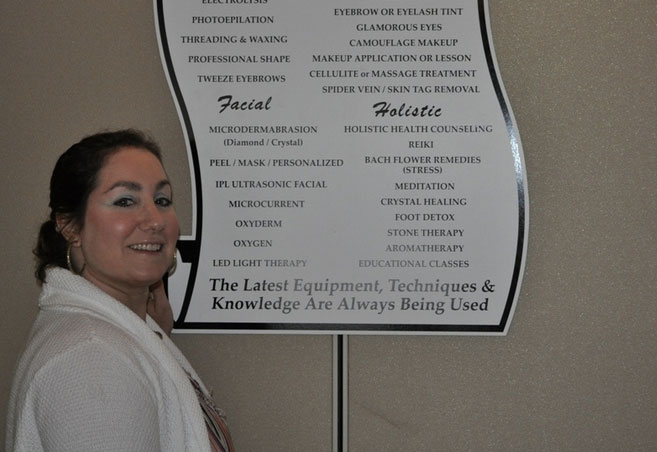 ELECTROLYSIS
PHOTOEPILATION
THREADING & WAXING
PROFESSIONAL SHAPE
TWEEZE EYEBROWS
EYEBROW OR EYELASH TINT
GLAMOROUS EYES
CAMOUFLAGE MAKEUP
MAKEUP APPLICATION OR LESSON
CELLULITE or MASSAGE TREATMENT
SPIDER VEIN / SKIN TAG REMOVAL
Facial
MICRODERMABRASION
(Diamond / Crystal)
PEEL / MASK / PERSONALIZED
IPL ULTRASONIC FACIAL
MICROCURRENT
OXYDERM
OXYGEN
LED LIGHT THERAPY
Holistic
HOLISTIC HEALTH COUNSELING
REIKI
BACH FLOWER REMEDIES
(STRESS)
MEDITATION
CRYSTAL HEALING
FOOT DETOX
STONE THERAPY
AROMATHERAPY
EDUCATIONAL CLASSES
The Latest Equipment, Techniques &
Knowledge Are Always Being Used